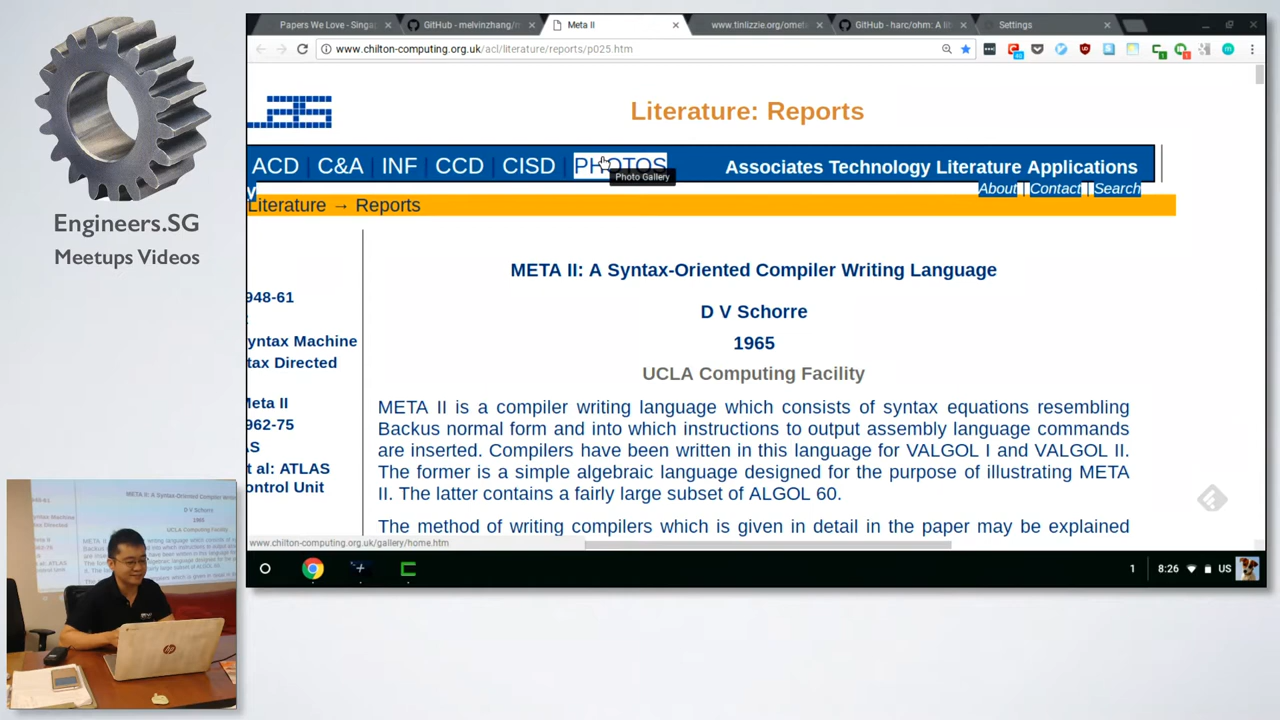 Engineers.SG
Meetups Videos
Papers We Love - Singa
GitHub - melvinzhang/m
Meta II
www.tinlizzie.org/ometa
GitHub - harc/ohm: A li
Settings
www.chilton-computing.org.uk/acl/literature/reports/p025.htm
Literature: Reports
ACD | C&A | INF | CCD | CISD | PHOTOS
Associates Technology Literature Applications
Photo Gallery
About | Contact | Search
Literature → Reports
948-61
yntax Machine
tax Directed
Meta II
962-75
AS
et al: ATLAS
ontrol Unit
META II: A Syntax-Oriented Compiler Writing Language
D V Schorre
1965
UCLA Computing Facility
META II is a compiler writing language which consists of syntax equations resembling
Backus normal form and into which instructions to output assembly language commands
are inserted. Compilers have been written in this language for VALGOL I and VALGOL II.
The former is a simple algebraic language designed for the purpose of illustrating META
II. The latter contains a fairly large subset of ALGOL 60.
The method of writing compilers which is given in detail in the paper may be explained
www.chilton-computing.org.uk/gallery/home.htm
1 8:26 US